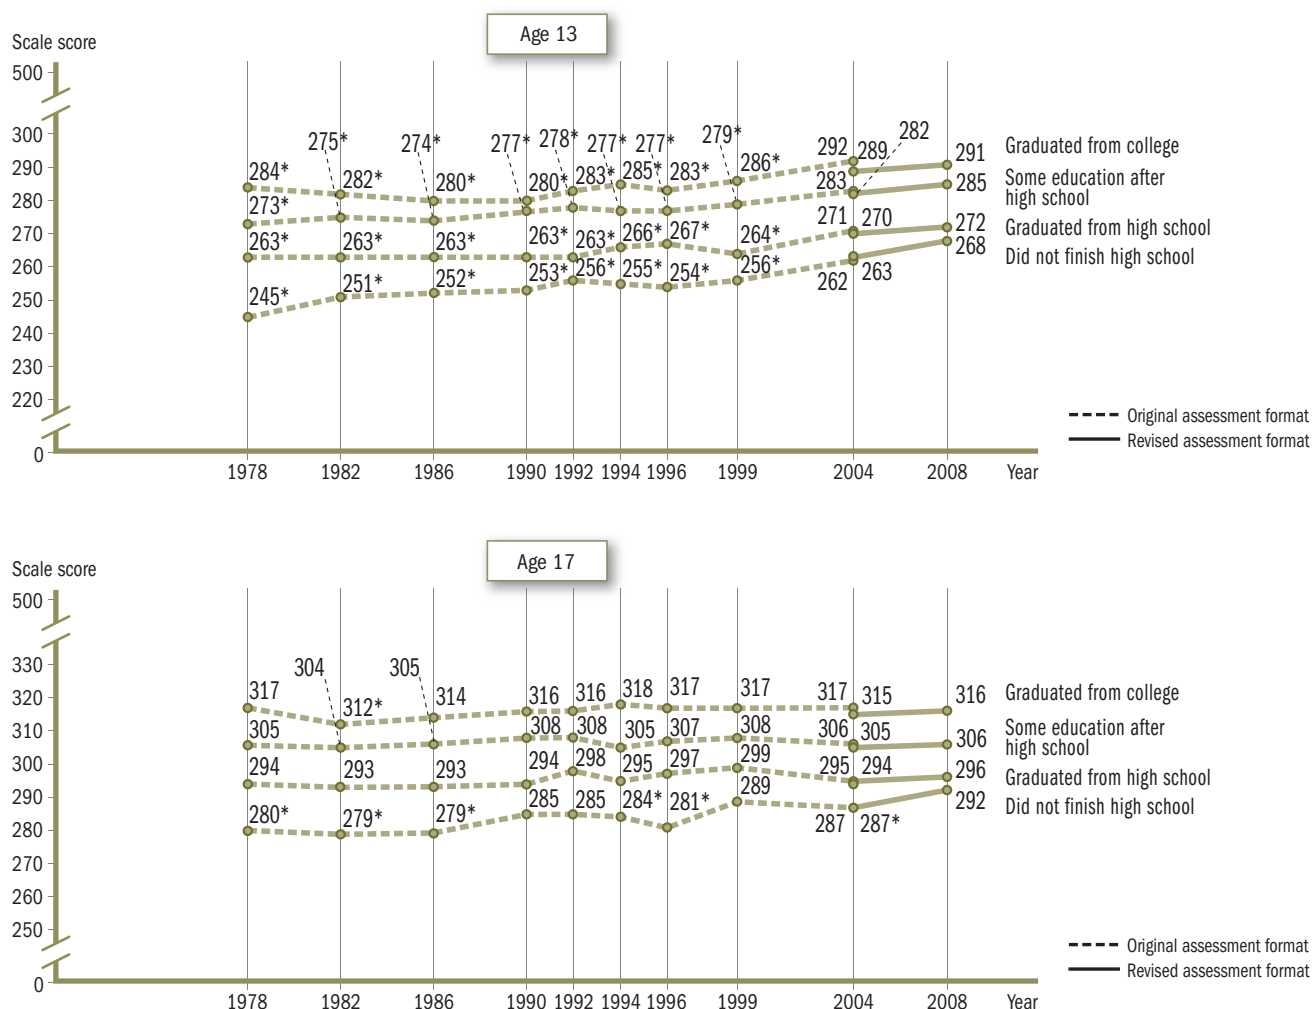 Age 13
Scale score
500
300
290
280
270
260
250
240
230
220
0
275* 274* 277* 278* 277* 277* 279* 282
284* 282* 280* 280* 283* 285* 283* 286* 292 289 291
Graduated from college
273* 283 285
Some education after
high school
263* 263* 263* 263* 263* 266* 267* 264* 271 270 272
Graduated from high school
245* 251* 252* 253* 256* 255* 254* 256* 262 263 268
Did not finish high school
Original assessment format
Revised assessment format
1978 1982 1986 1990 1992 1994 1996 1999 2004 2008 Year
Age 17
Scale score
500
330
320
310
300
290
280
270
260
250
0
304 305
317 312* 314 316 316 318 317 317 317 315 316
Graduated from college
305 308 308 305 307 308 306 305 306
Some education after
high school
294 293 293 294 298 295 297 299 295 294 296
Graduated from high school
280* 279* 279* 285 285 284* 281* 289 287 287* 292
Did not finish high school
Original assessment format
Revised assessment format
1978 1982 1986 1990 1992 1994 1996 1999 2004 2008 Year